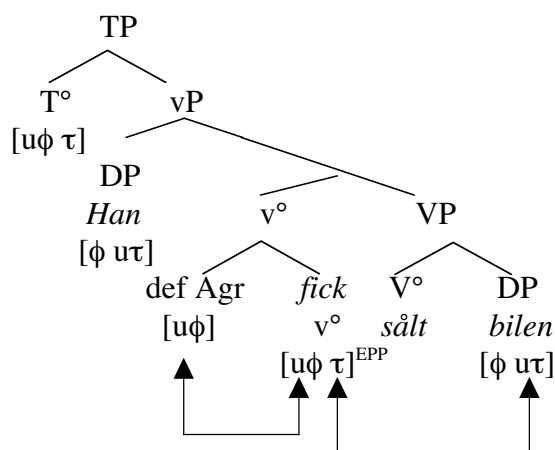 TP
T° vP
[uϕ τ]
DP
Han v° VP
[ϕ uτ]
def Agr fick V° DP
[uϕ] v° sålt bilen
[uϕ τ]EPP [ϕ uτ]